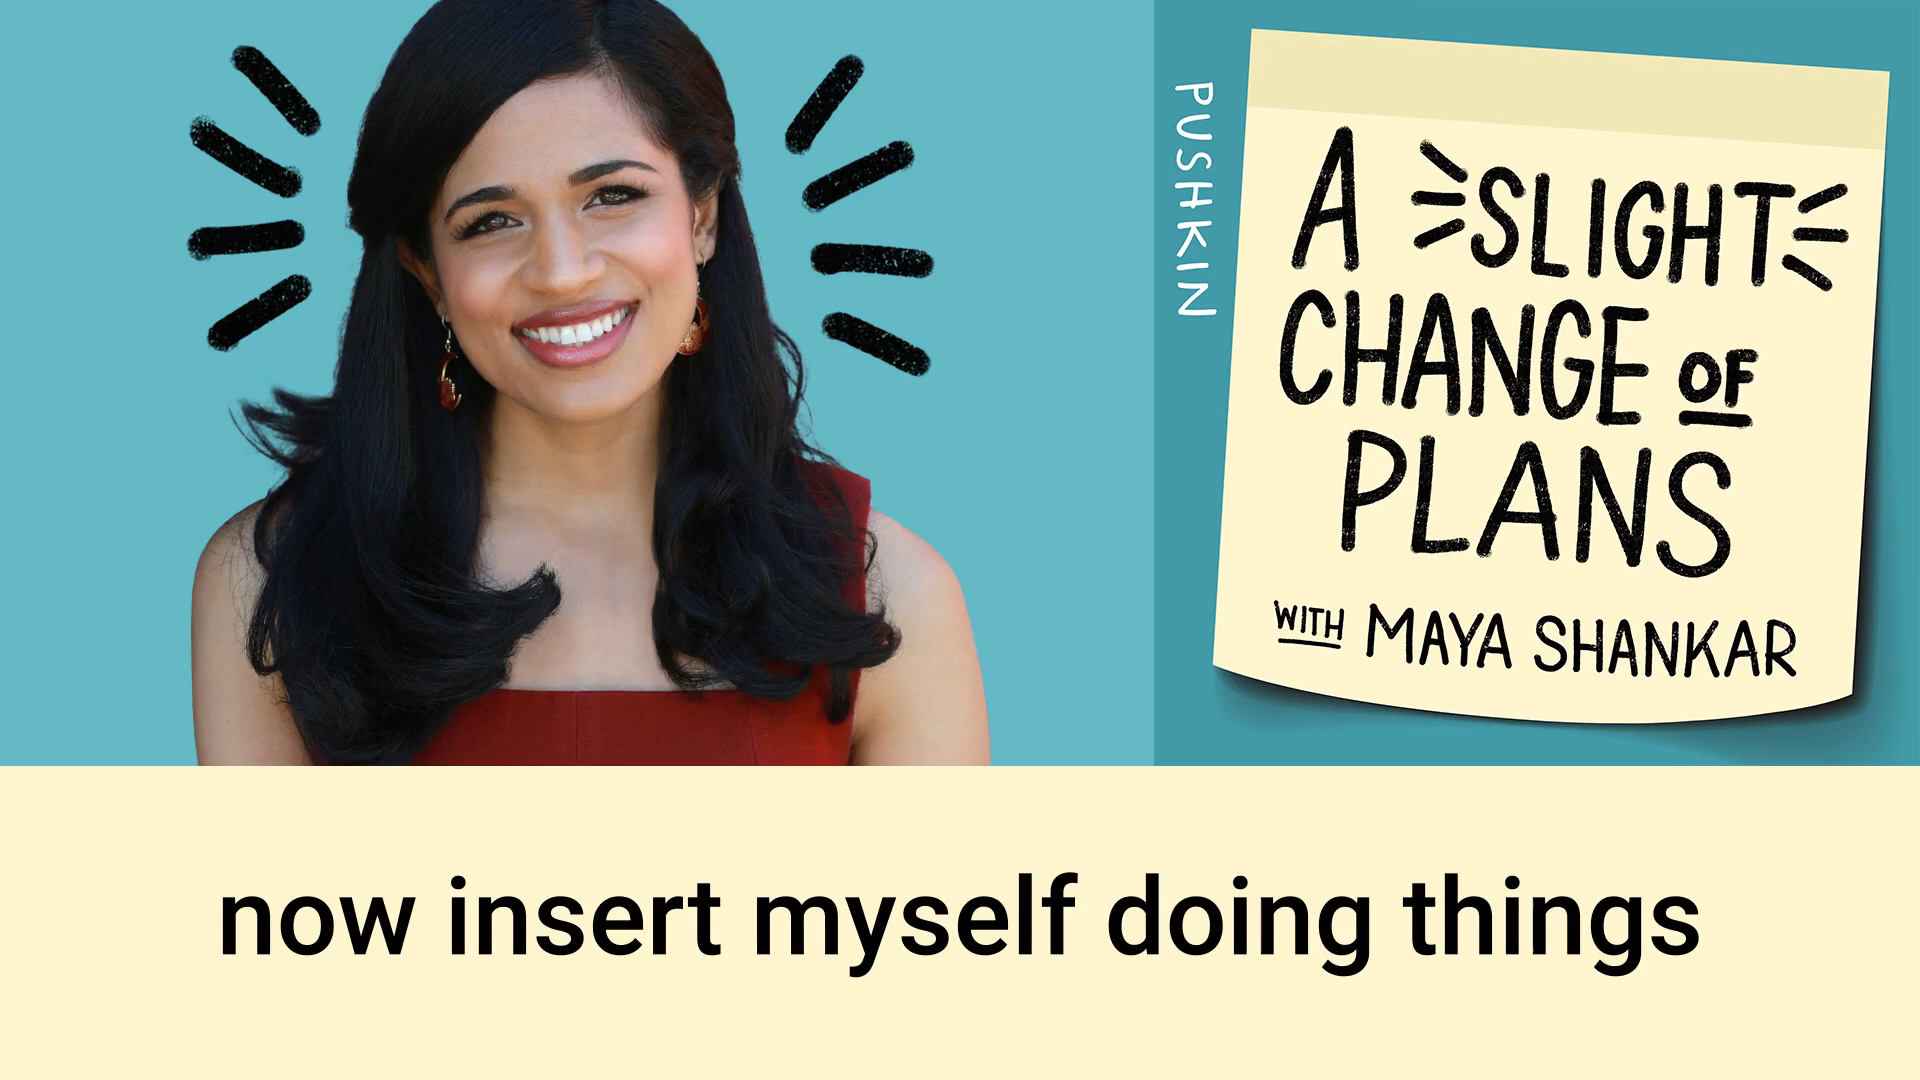 PUSHKIN
A SLIGHT
CHANGE OF
PLANS
WITH MAYA SHANKAR
now insert myself doing things